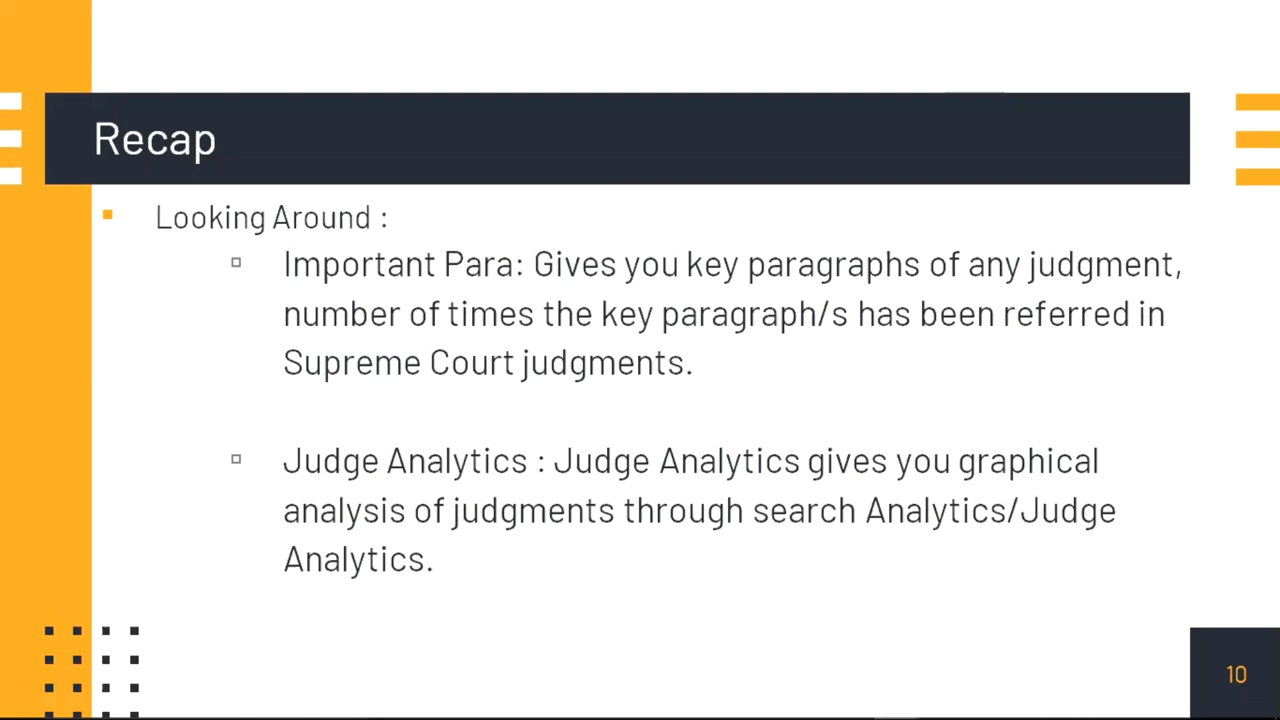 Recap
Looking Around :
Important Para: Gives you key paragraphs of any judgment,
number of times the key paragraph/s has been referred in
Supreme Court judgments.
Judge Analytics : Judge Analytics gives you graphical
analysis of judgments through search Analytics/Judge
Analytics.
10